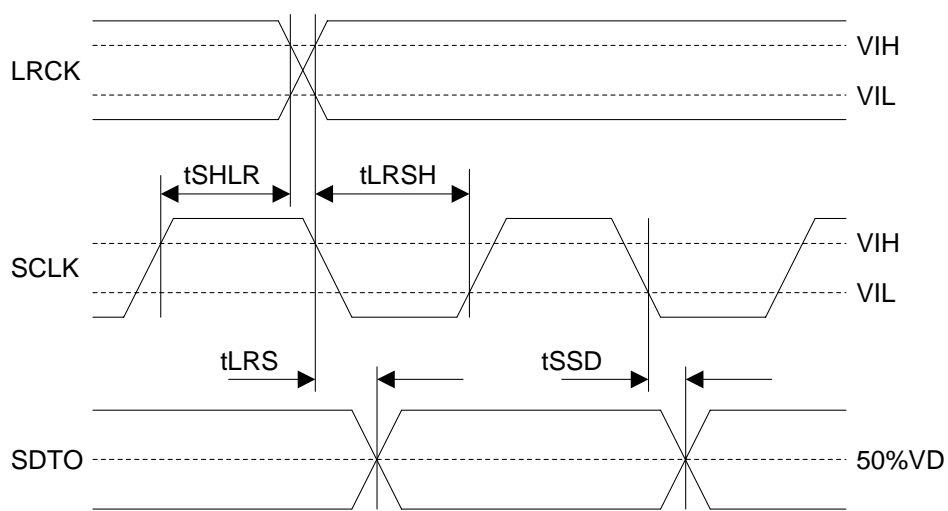 VIH
LRCK
VIL
tSHLR
tLRSH
VIH
SCLK
VIL
tLRS
tSSD
SDTO
50%VD